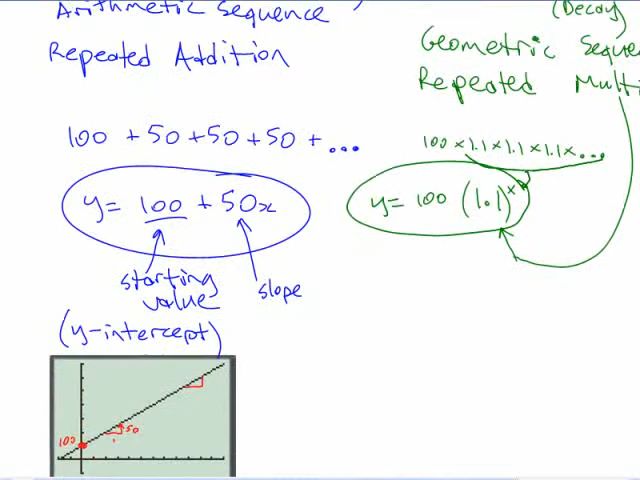 Arithmetic Sequence
Repeated Addition
100 + 50 + 50 + 50 + ...
y = 100 + 50x
starting value
slope
(y-intercept)
100
50
(Decay)
Geometric Seque
Repeated Multi
100 × 1.1 × 1.1 × 1.1 × ...
y = 100 (1.1)^x